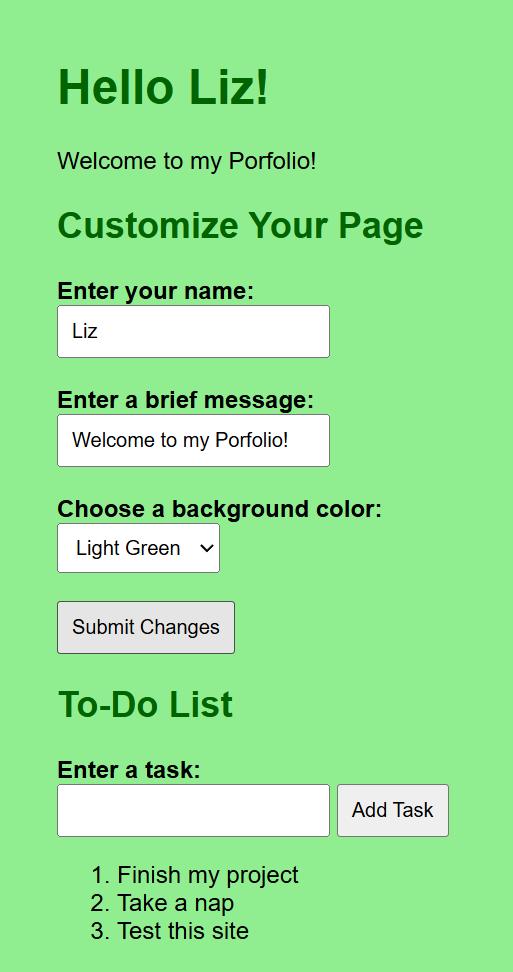 Hello Liz!
Welcome to my Porfolio!
Customize Your Page
Enter your name:
Liz
Enter a brief message:
Welcome to my Porfolio!
Choose a background color:
Light Green
Submit Changes
To-Do List
Enter a task:
Add Task
1. Finish my project
2. Take a nap
3. Test this site